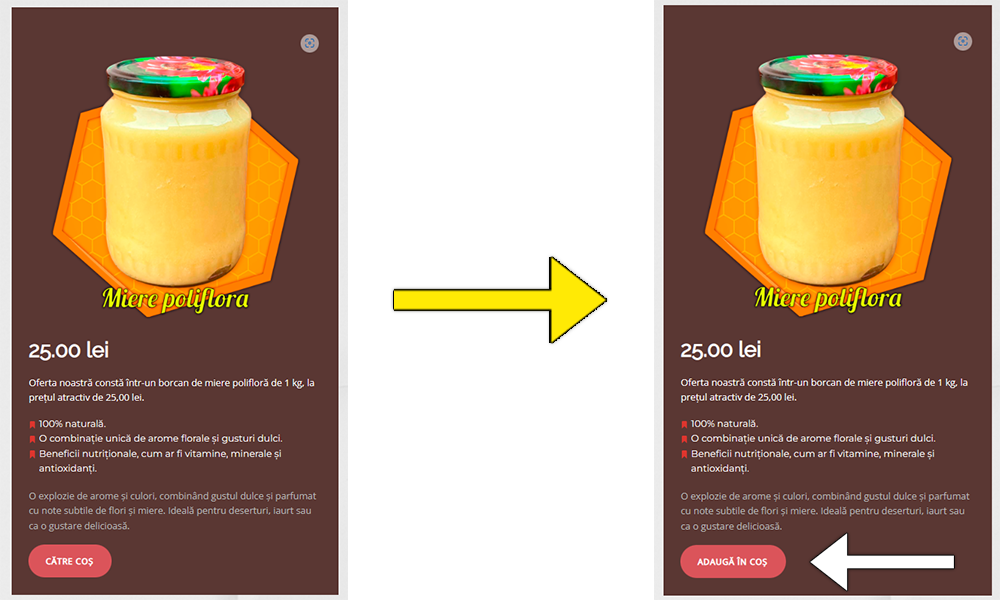 Miere poliflora
25.00 lei
Oferta noastră constă într-un borcan de miere polifloră de 1 kg, la
prețul atractiv de 25,00 lei.
100% naturală.
O combinație unică de arome florale și gusturi dulci.
Beneficii nutriționale, cum ar fi vitamine, minerale și
antioxidanți.
O explozie de arome și culori, combinând gustul dulce și parfumat
cu note subtile de flori și miere. Ideală pentru deserturi, iaurt sau
ca o gustare delicioasă.
CĂTRE COȘ
Miere poliflora
25.00 lei
Oferta noastră constă într-un borcan de miere polifloră de 1 kg, la
prețul atractiv de 25,00 lei.
100% naturală.
O combinație unică de arome florale și gusturi dulci.
Beneficii nutriționale, cum ar fi vitamine, minerale și
antioxidanți.
O explozie de arome și culori, combinând gustul dulce și parfumat
cu note subtile de flori și miere. Ideală pentru deserturi, iaurt sau
ca o gustare delicioasă.
ADAUGĂ ÎN COȘ